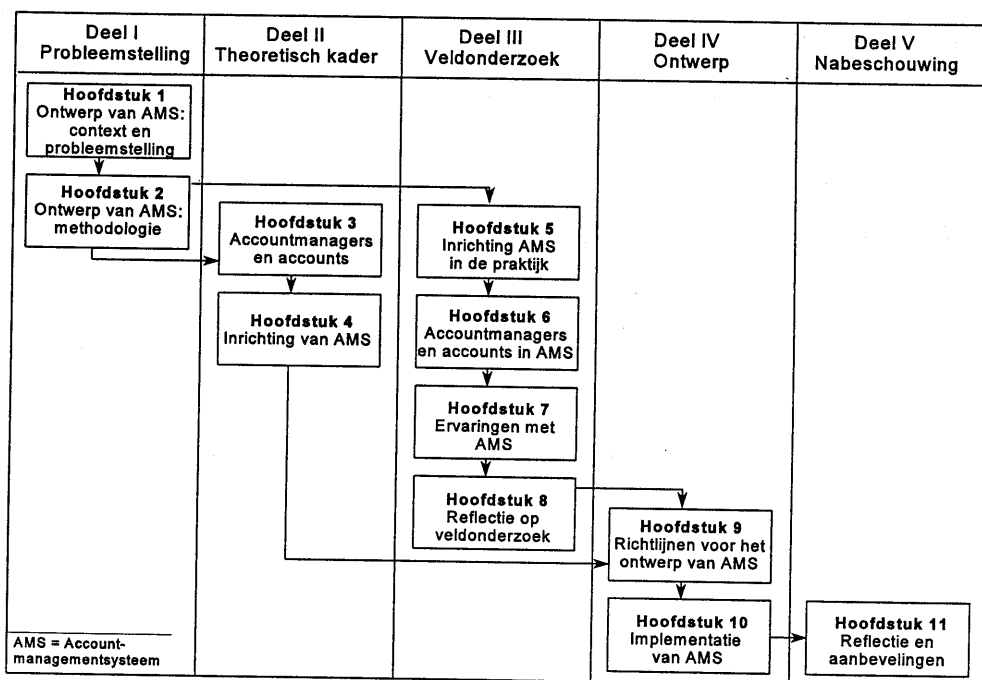 Deel I
Probleemstelling
Deel II
Theoretisch kader
Deel III
Veldonderzoek
Deel IV
Ontwerp
Deel V
Nabeschouwing
Hoofdstuk 1
Ontwerp van AMS:
context en
probleemstelling
Hoofdstuk 2
Ontwerp van AMS:
methodologie
Hoofdstuk 3
Accountmanagers
en accounts
Hoofdstuk 4
Inrichting van AMS
Hoofdstuk 5
Inrichting AMS
in de praktijk
Hoofdstuk 6
Accountmanagers
en accounts in AMS
Hoofdstuk 7
Ervaringen met
AMS
Hoofdstuk 8
Reflectie op
veldonderzoek
Hoofdstuk 9
Richtlijnen voor het
ontwerp van AMS
Hoofdstuk 10
Implementatie
van AMS
Hoofdstuk 11
Reflectie en
aanbevelingen
AMS = Account-
managementsysteem